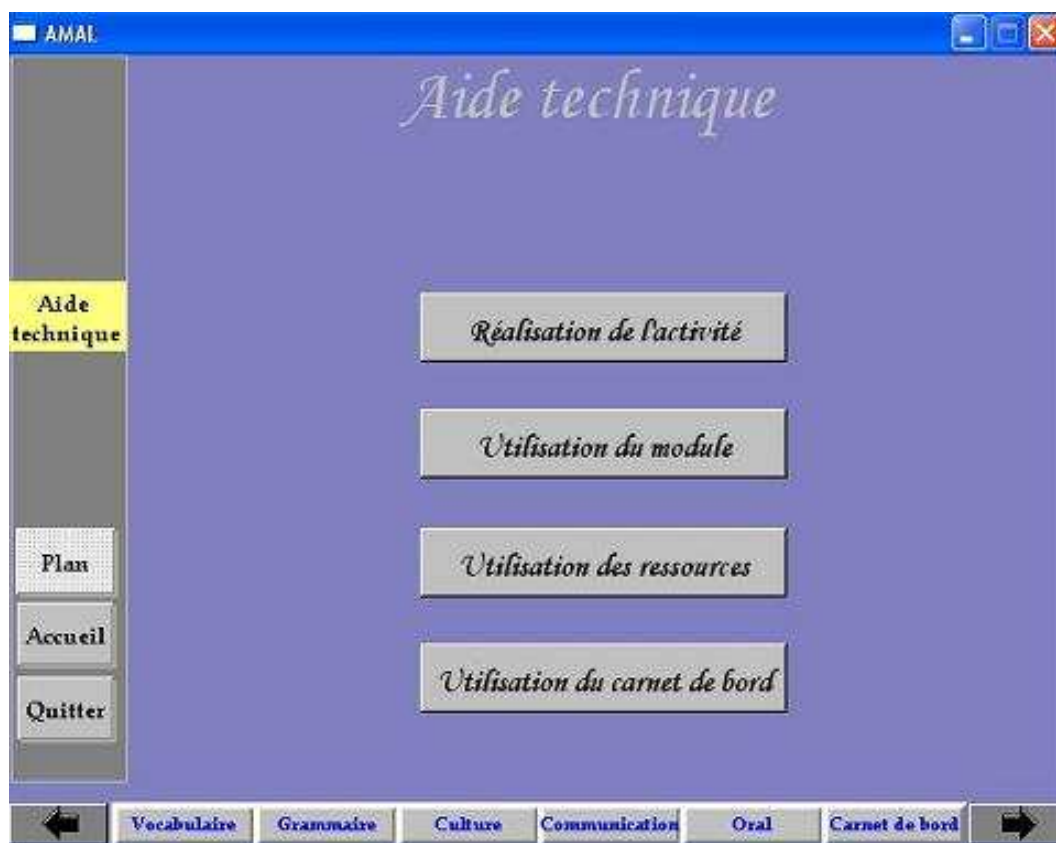 AMAL
Aide technique
Aide
technique
Réalisation de l'activité
Utilisation du module
Utilisation des ressources
Utilisation du carnet de bord
Plan
Accueil
Quitter
Vocabulaire
Grammaire
Culture
Communication
Oral
Carnet de bord